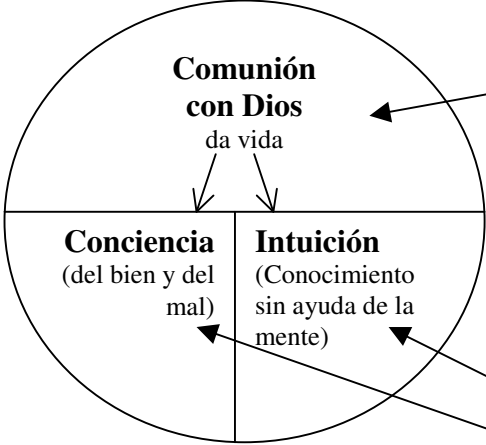 Comunión
con Dios
da vida
Conciencia
(del bien y del
mal)
Intuición
(Conocimiento
sin ayuda de la
mente)